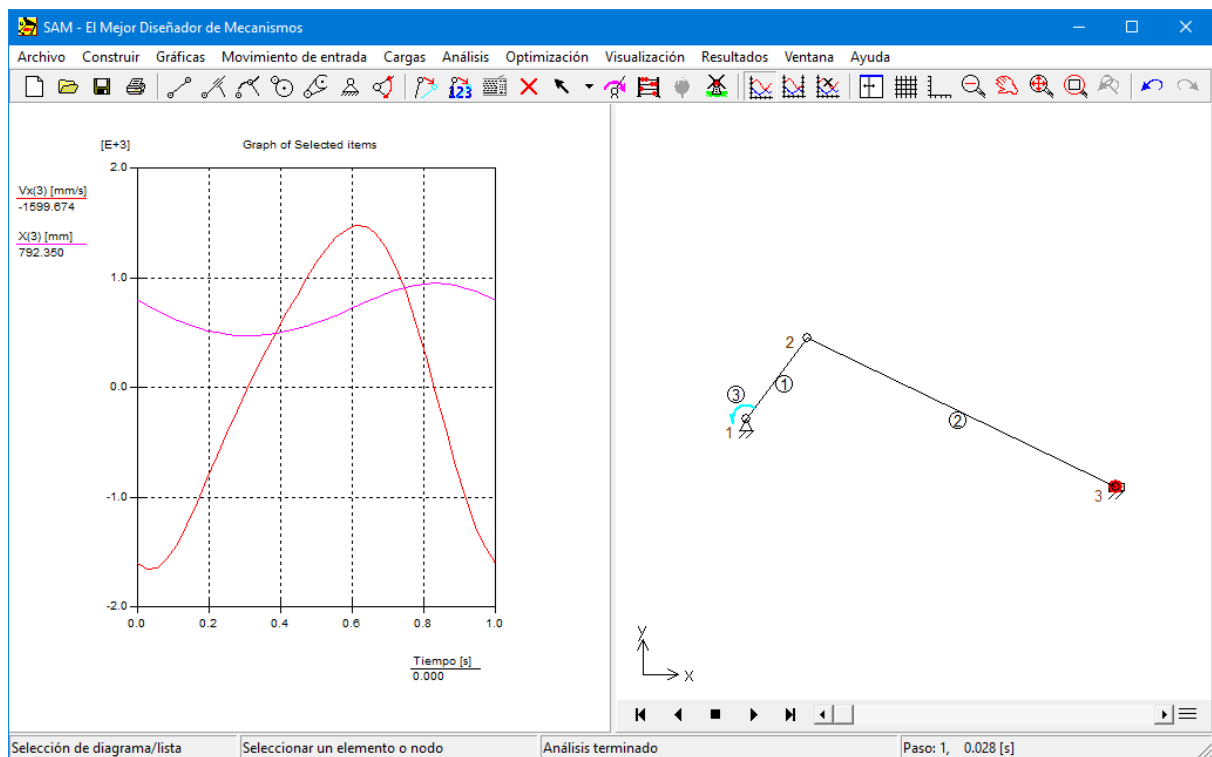 SAM - El Mejor Diseñador de Mecanismos
Archivo Construir Gráficas Movimiento de entrada Cargas Análisis Optimización Visualización Resultados Ventana Ayuda
123
[E+3] Graph of Selected items
2.0
Vx(3) [mm/s]
-1599.674
X(3) [mm]
792.350
1.0
0.0
-1.0
-2.0
0.0 0.2 0.4 0.6 0.8 1.0
Tiempo [s]
0.000
2
3 1
1
2
3
y
x
Selección de diagrama/lista Seleccionar un elemento o nodo Análisis terminado Paso: 1, 0.028 [s]